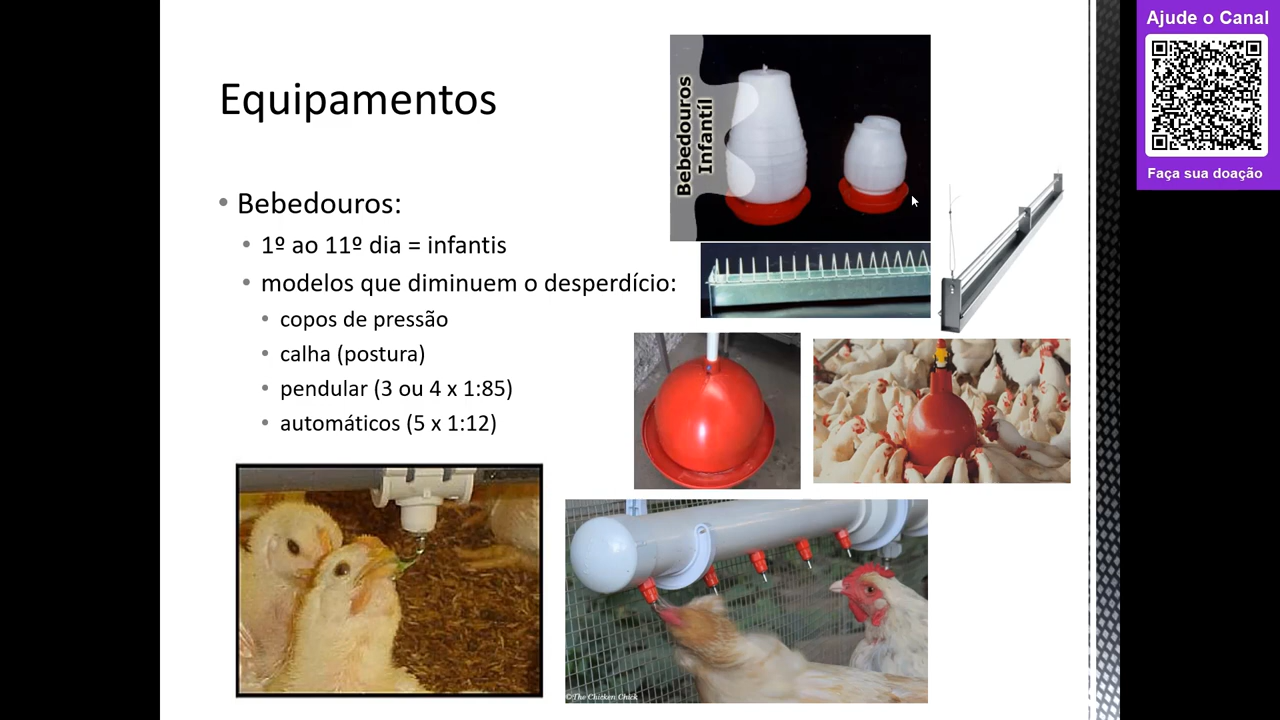 Equipamentos
Bebedouros:
1º ao 11º dia = infantis
modelos que diminuem o desperdício:
copos de pressão
calha (postura)
pendular (3 ou 4 x 1:85)
automáticos (5 x 1:12)
Bebedouros
Infantíl
©The Chicken Chick
Ajude o Canal
Faça sua doação